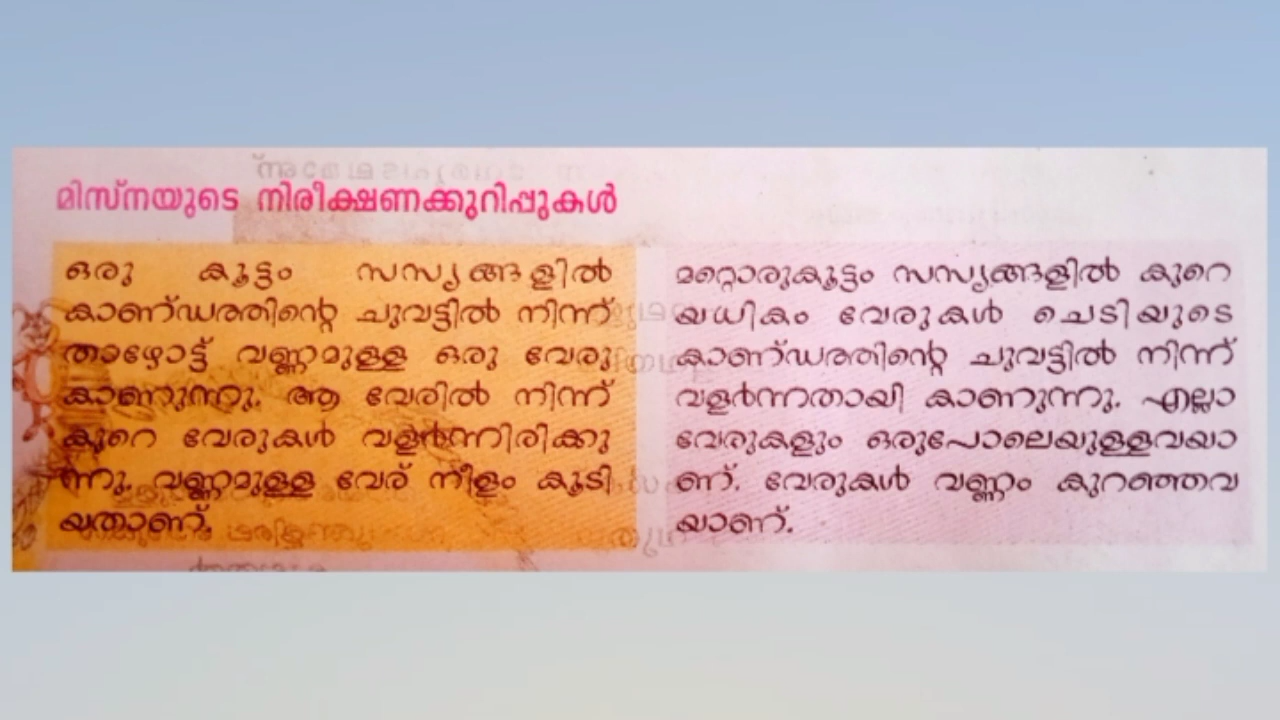 മിസ്നയുടെ നിരീക്ഷണക്കുറിപ്പുകൾ
ഒരു കൂട്ടം സസ്യങ്ങളിൽ
കാണ്ഡത്തിന്റെ ചുവട്ടിൽ നിന്ന്
താഴോട്ട് വണ്ണമുള്ള ഒരു വേരു
കാണുന്നു. ആ വേരിൽ നിന്ന്
കുറെ വേരുകൾ വളർന്നിരിക്കു
ന്നു. വണ്ണമുള്ള വേര് നീളം കൂടി
യതാണ്.
മറ്റൊരുകൂട്ടം സസ്യങ്ങളിൽ കുറെ
യധികം വേരുകൾ ചെടിയുടെ
കാണ്ഡത്തിന്റെ ചുവട്ടിൽ നിന്ന്
വളർന്നതായി കാണുന്നു. എല്ലാ
വേരുകളും ഒരുപോലെയുള്ളവയാ
ണ്. വേരുകൾ വണ്ണം കുറഞ്ഞവ
യാണ്.